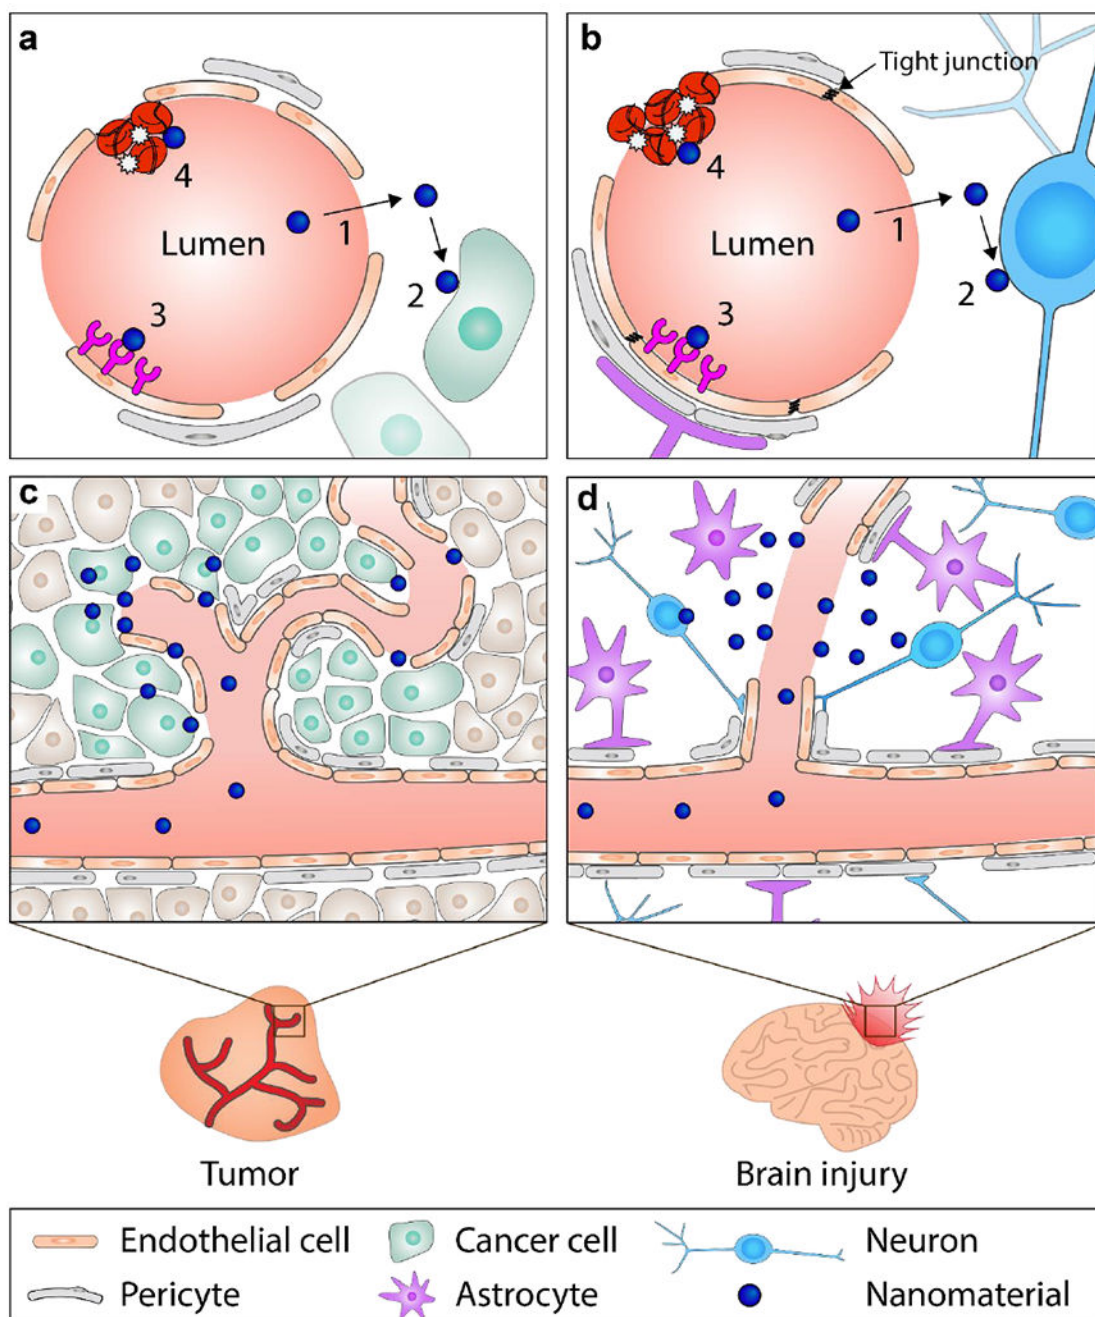 a
b
Tight junction
4
4
Lumen
1
Lumen
1
2
2
3
3
c
d
Tumor
Brain injury
Endothelial cell
Cancer cell
Neuron
Pericyte
Astrocyte
Nanomaterial